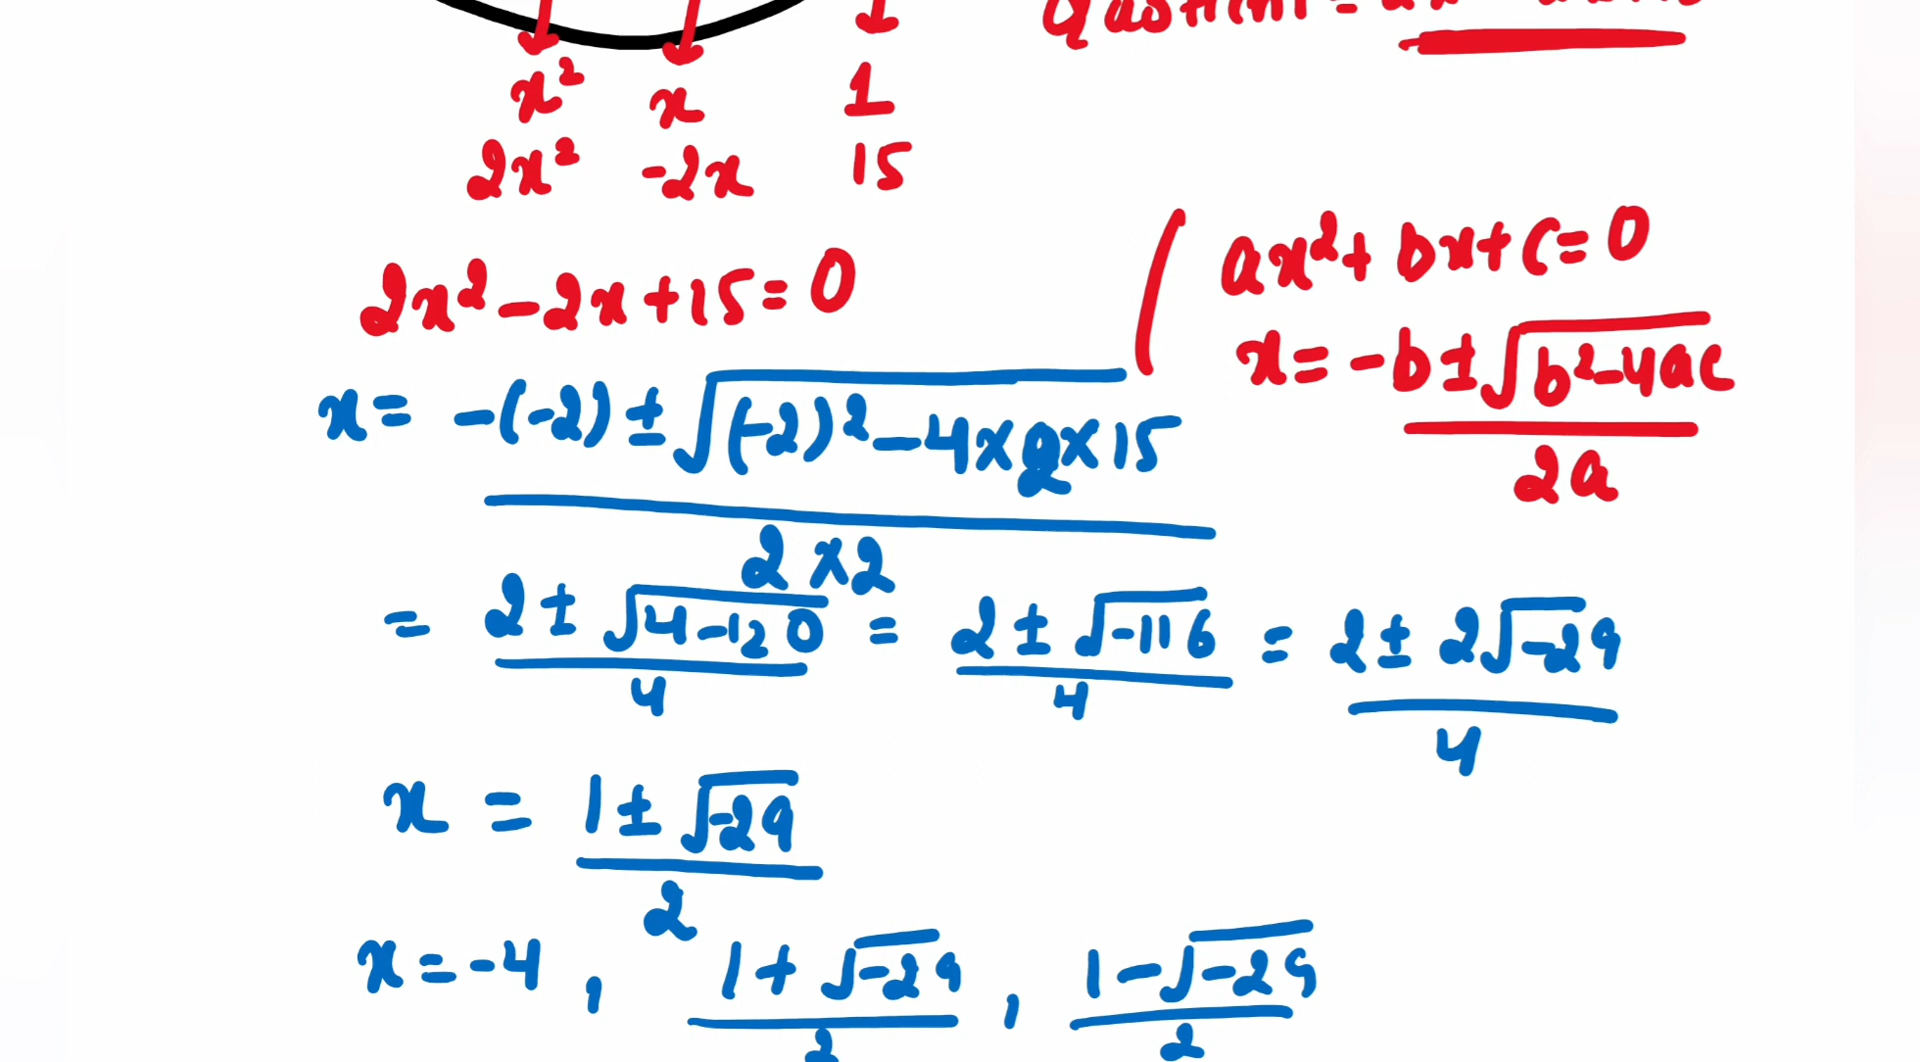 x² x 1
2x² -2x 15
2x² - 2x + 15 = 0
ax² + bx + c = 0
x = -b ± √b² - 4ac
2a
x = -(-2) ± √(-2)² - 4 × 2 × 15
2 × 2
= 2 ± √4 - 120 = 2 ± √-116 = 2 ± 2√-29
4 4 4
x = 1 ± √-29
2
x = -4 , 1 + √-29 , 1 - √-29
2 2